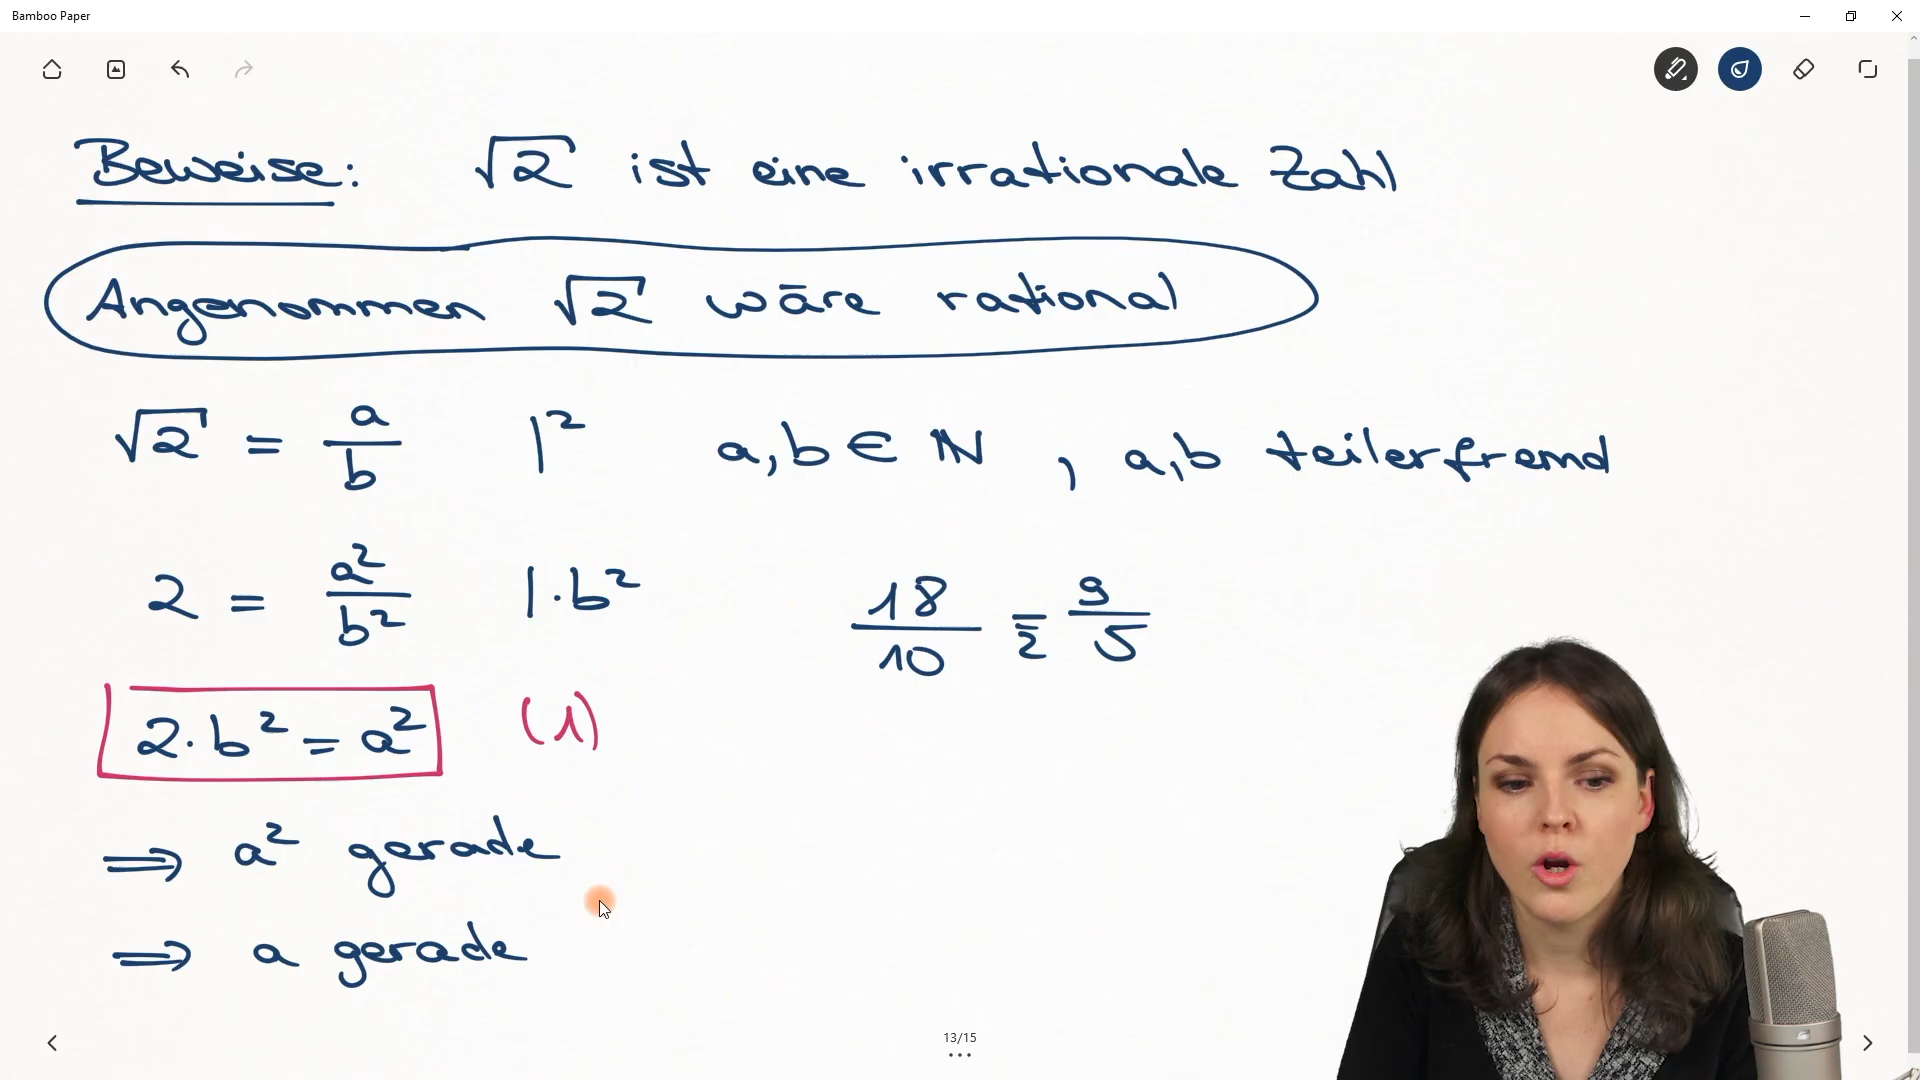 Bamboo Paper
Beweise: √2 ist eine irrationale Zahl
Angenommen √2 wäre rational
√2 = a/b |² a,b ∈ ℕ , a,b teilerfremd
2 = a²/b² |·b² 18/10 =₂ 9/5
2·b² = a² (1)
⟹ a² gerade
⟹ a gerade
13/15